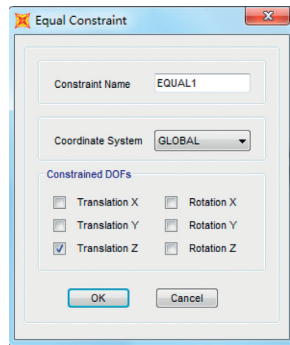 Equal Constraint
Constraint Name EQUAL1
Coordinate System GLOBAL
Constrained DOFs
Translation X Rotation X
Translation Y Rotation Y
Translation Z Rotation Z
OK Cancel